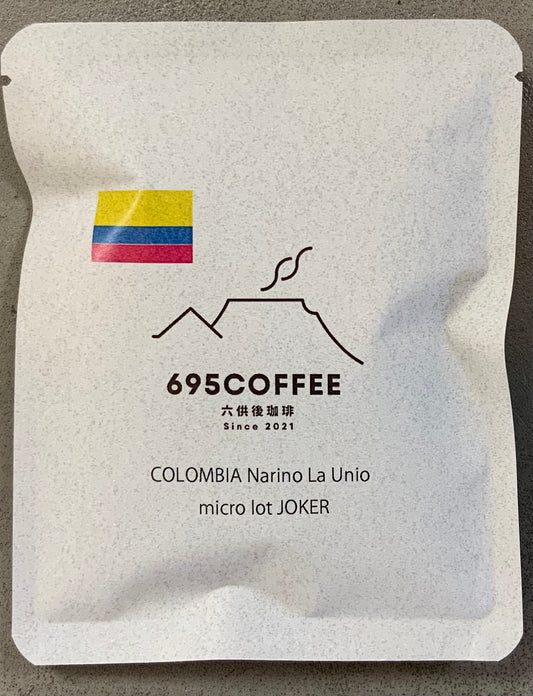 695COFFEE
六供後珈琲
Since 2021
COLOMBIA Narino La Unio
micro lot JOKER